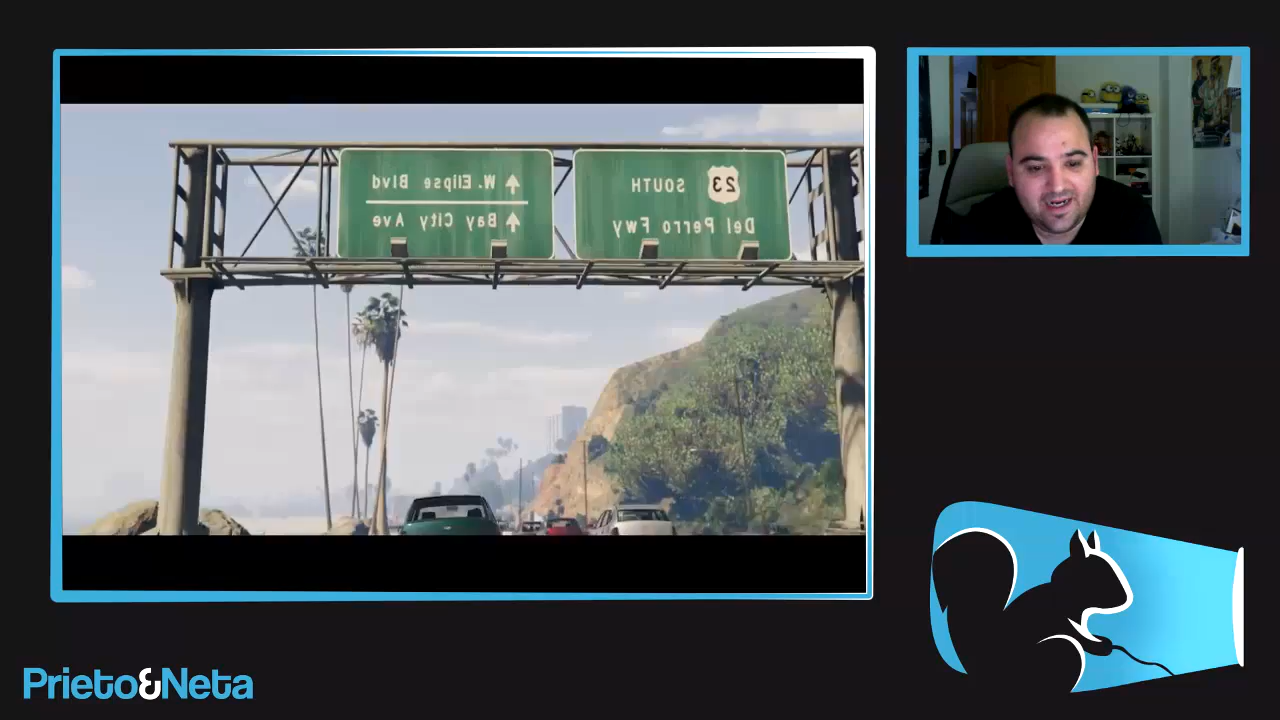 W. Elipse Blvd
Bay City Ave
23 SOUTH
Del Perro Fwy
Prieto&Neta